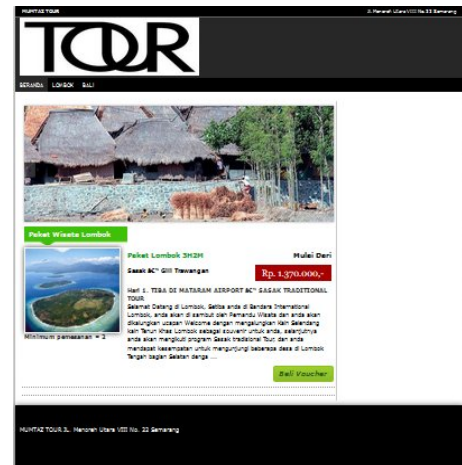 MUMTAZ TOUR
Jl. Menoreh Utara VIII No.22 Semarang
TOUR
BERANDA LOMBOK BALI
Paket Wisata Lombok
Paket Lombok 3H2M
Mulai Dari
Sasak â€“ Gili Trawangan
Rp. 1.370.000,-
Hari 1. TIBA DI MATARAM AIRPORT â€“ SASAK TRADITIONAL
TOUR
Selamat Datang di Lombok, Setiba anda di Bandara International
Lombok, anda akan di sambut oleh Pemandu Wisata dan anda akan
dikalungkan ucapan Welcome dengan mengalungkan Kain Selendang
kain Tenun khas Lombok sebagai souvenir untuk anda, selanjutnya
anda akan mengikuti program Sasak tradisional Tour, dan anda
mendapat kesempatan untuk mengunjungi beberapa desa di Lombok
Tengah bagian Selatan denga ...
Minimum pemesanan = 2
Beli Voucher
MUMTAZ TOUR JL. Menoreh Utara VIII No. 22 Semarang